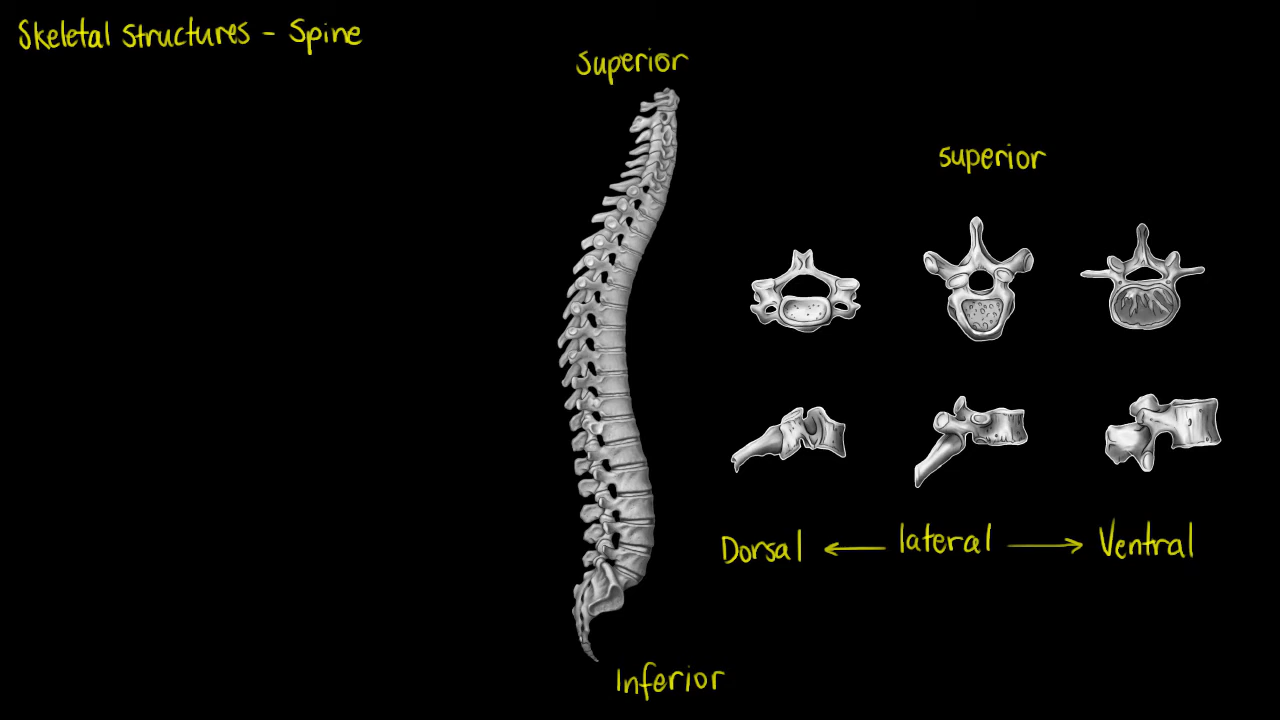 Skeletal Structures - Spine
Superior
superior
Dorsal ← lateral → Ventral
Inferior